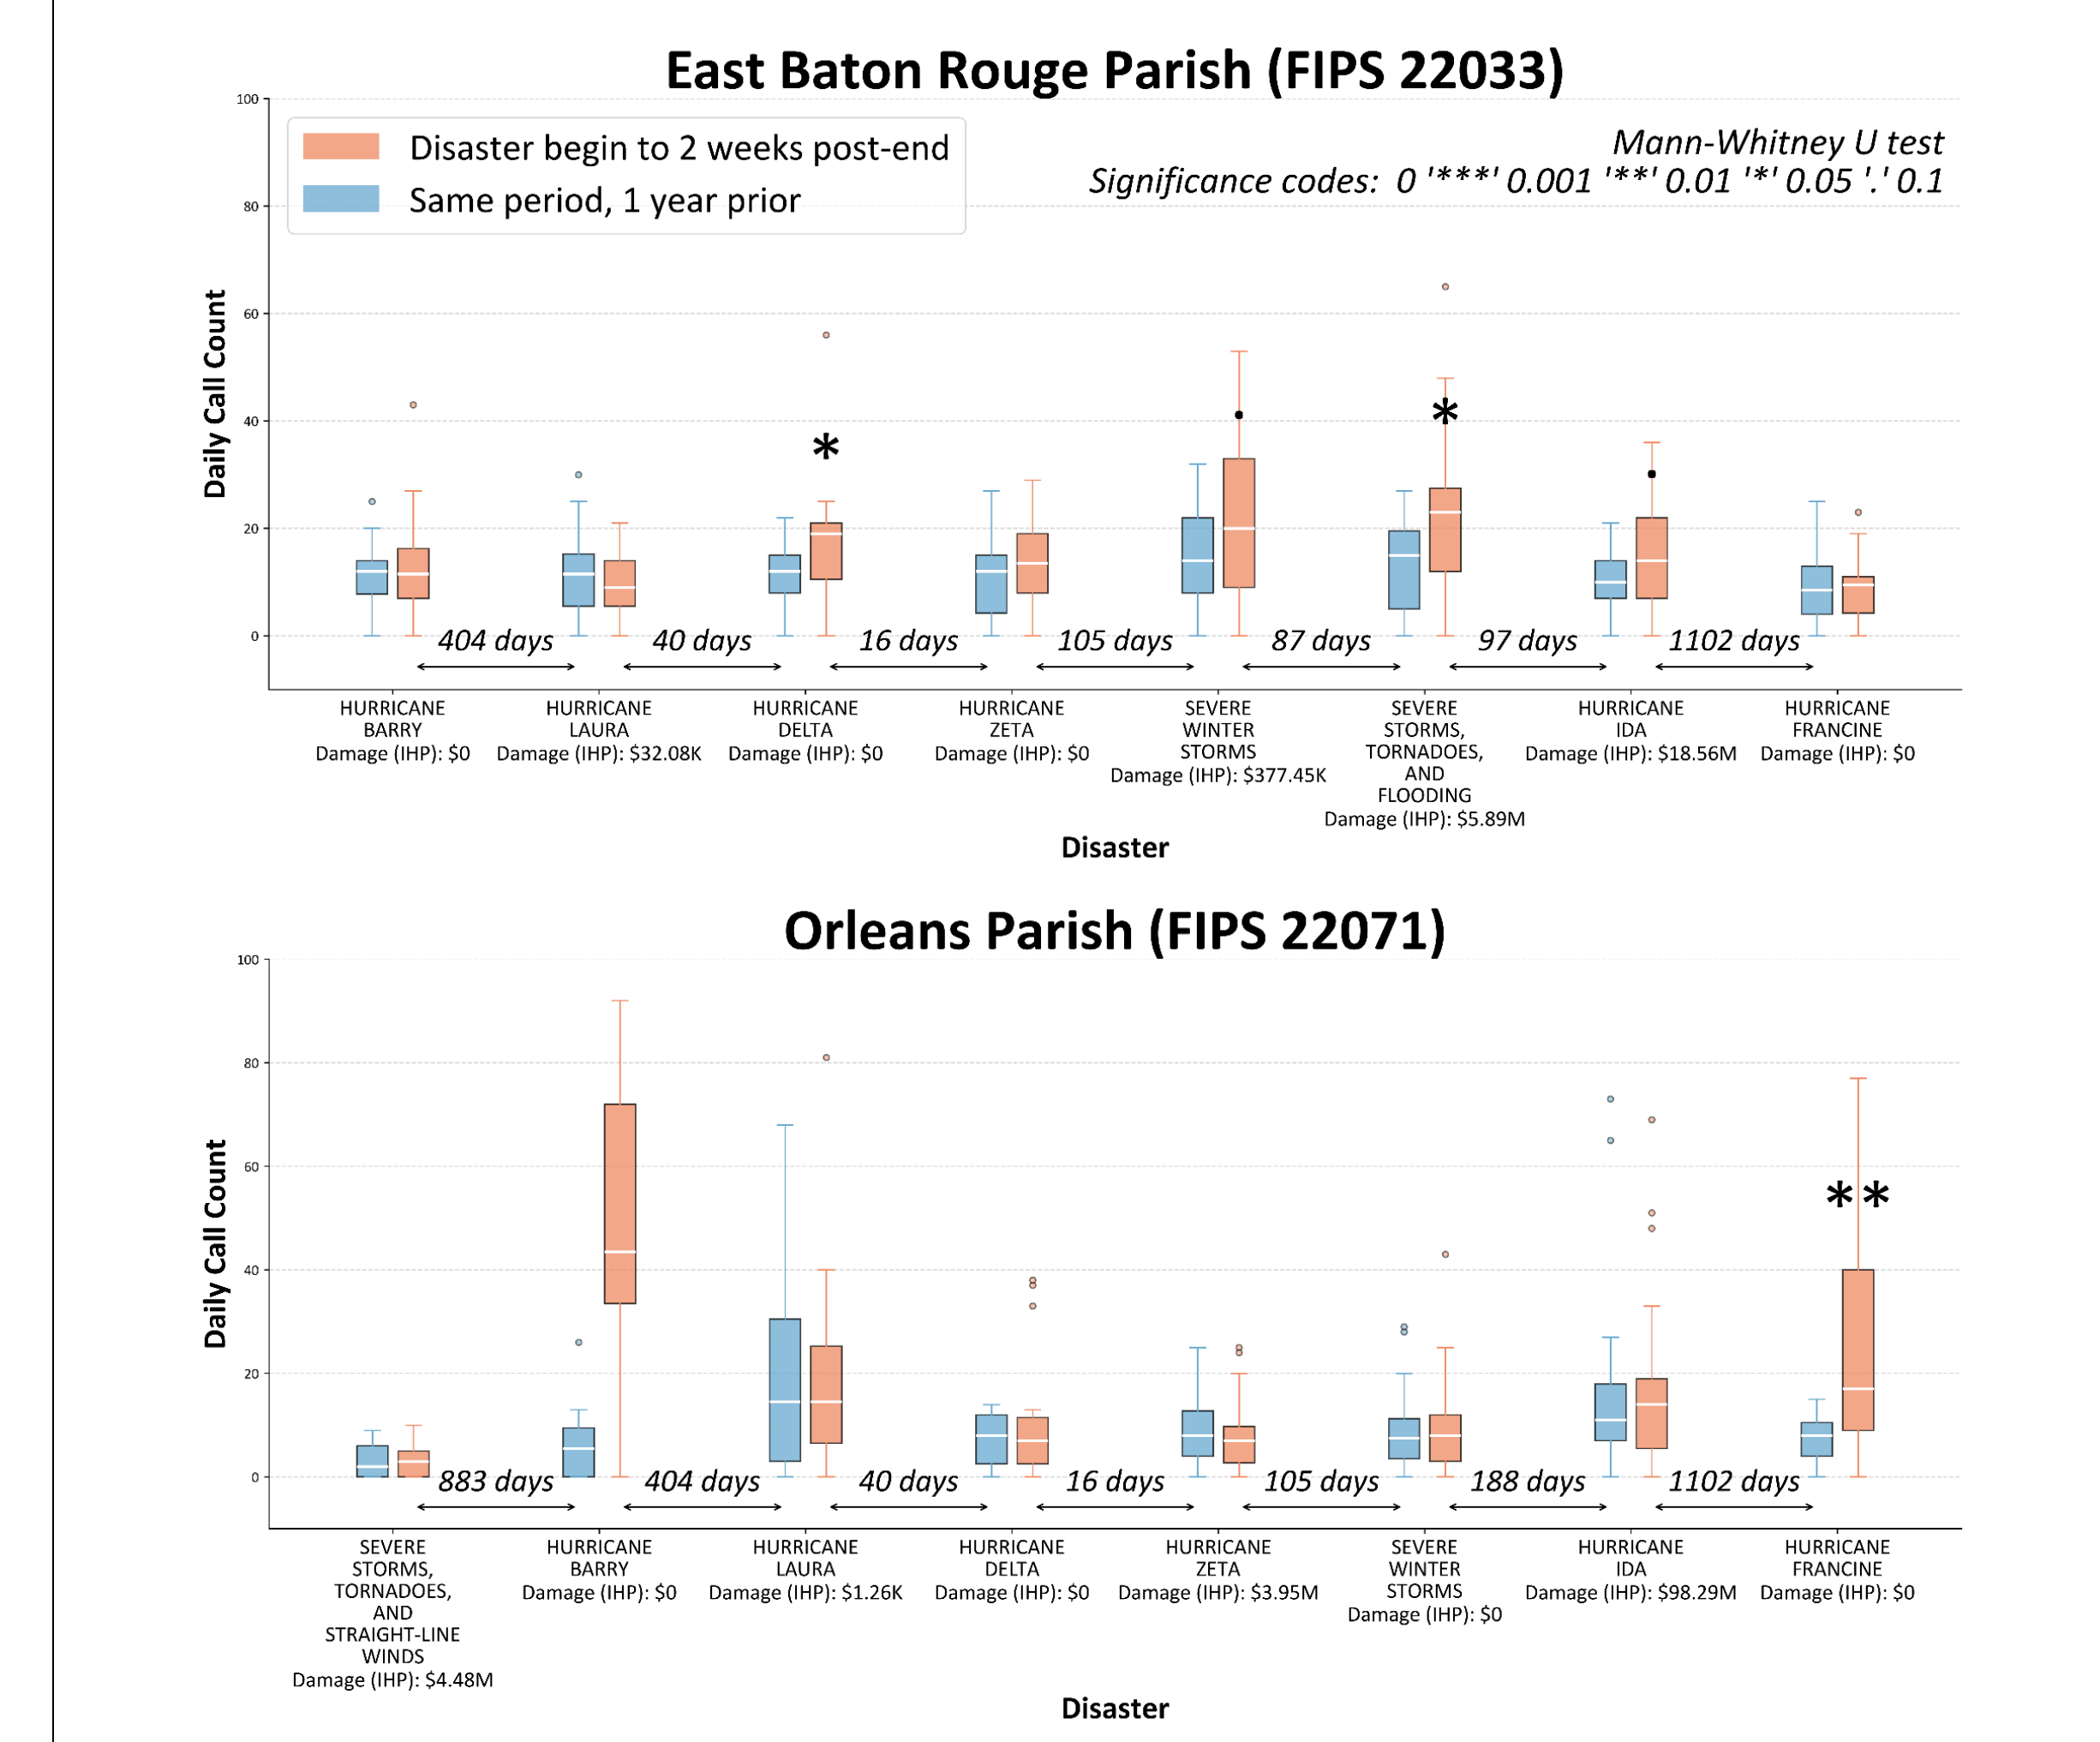 East Baton Rouge Parish (FIPS 22033)
Disaster begin to 2 weeks post-end
Same period, 1 year prior
Mann-Whitney U test
Significance codes:  0 '***' 0.001 '**' 0.01 '*' 0.05 '.' 0.1
Daily Call Count
100
80
60
40
20
0
*
*
404 days
40 days
16 days
105 days
87 days
97 days
1102 days
HURRICANE
BARRY
Damage (IHP): $0
HURRICANE
LAURA
Damage (IHP): $32.08K
HURRICANE
DELTA
Damage (IHP): $0
HURRICANE
ZETA
Damage (IHP): $0
SEVERE
WINTER
STORMS
Damage (IHP): $377.45K
SEVERE
STORMS,
TORNADOES,
AND
FLOODING
Damage (IHP): $5.89M
HURRICANE
IDA
Damage (IHP): $18.56M
HURRICANE
FRANCINE
Damage (IHP): $0
Disaster
Orleans Parish (FIPS 22071)
Daily Call Count
100
80
60
40
20
0
**
883 days
404 days
40 days
16 days
105 days
188 days
1102 days
SEVERE
STORMS,
TORNADOES,
AND
STRAIGHT-LINE
WINDS
Damage (IHP): $4.48M
HURRICANE
BARRY
Damage (IHP): $0
HURRICANE
LAURA
Damage (IHP): $1.26K
HURRICANE
DELTA
Damage (IHP): $0
HURRICANE
ZETA
Damage (IHP): $3.95M
SEVERE
WINTER
STORMS
Damage (IHP): $0
HURRICANE
IDA
Damage (IHP): $98.29M
HURRICANE
FRANCINE
Damage (IHP): $0
Disaster